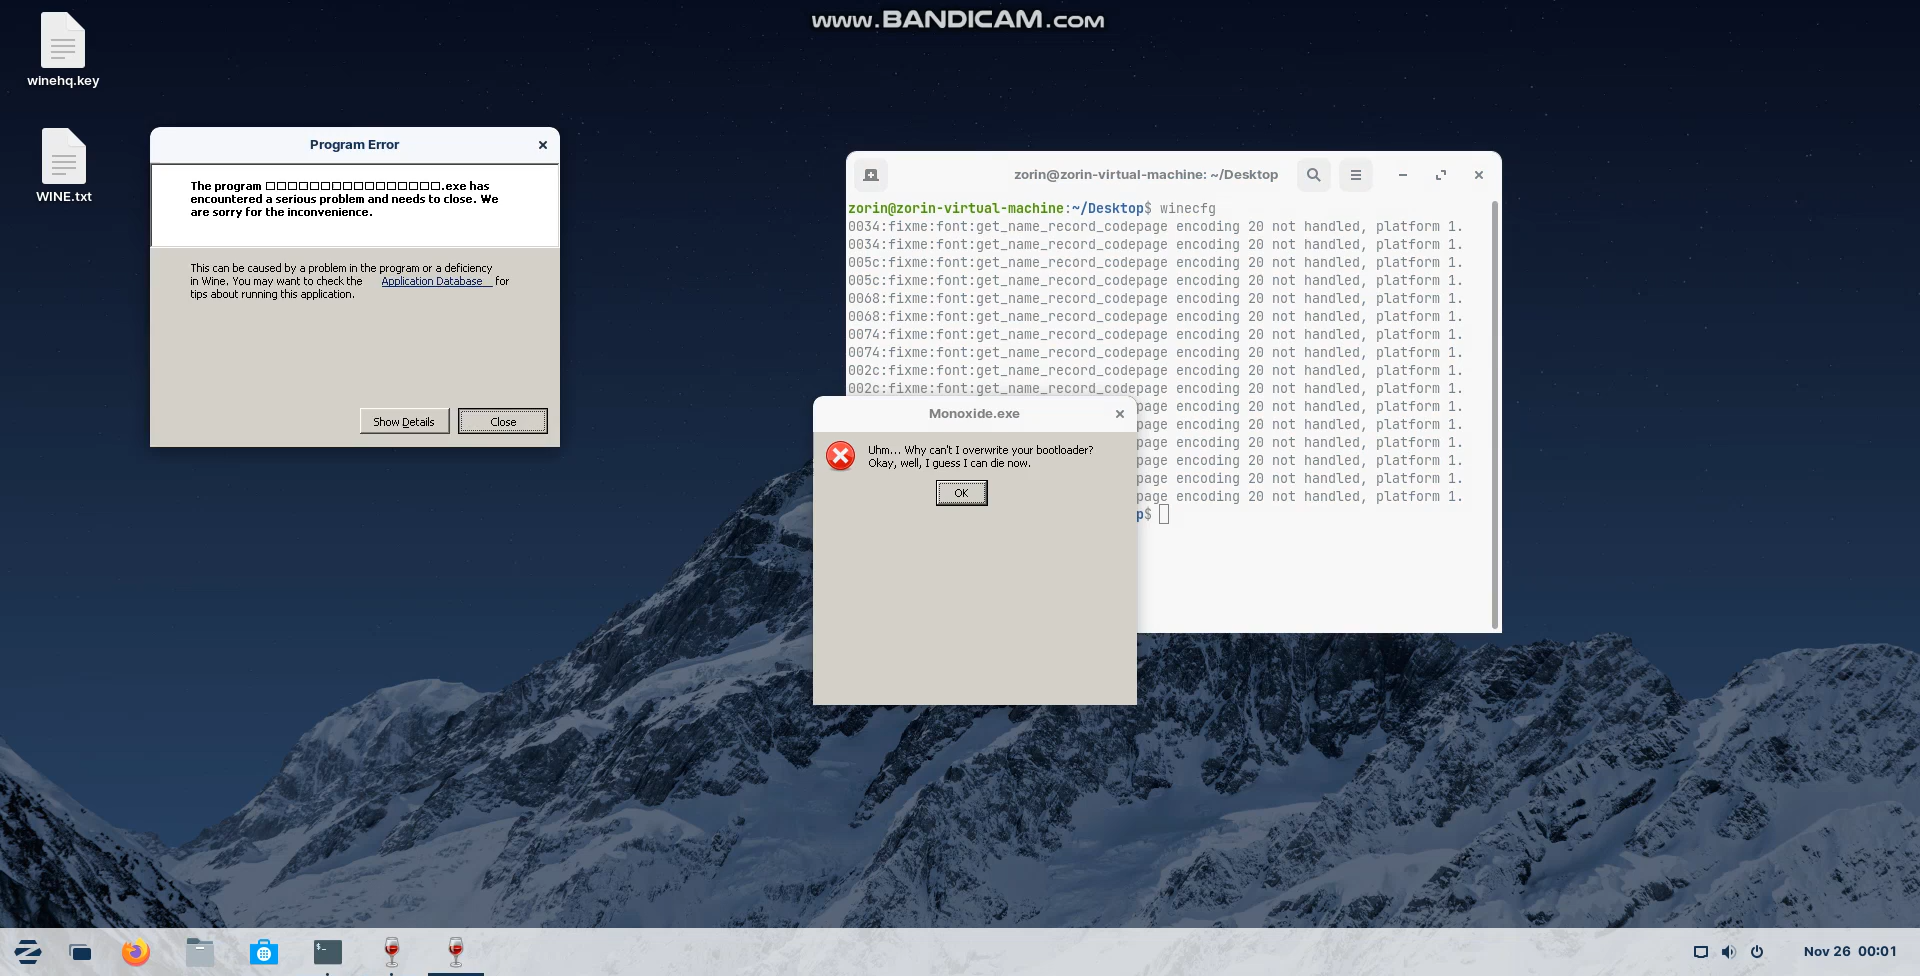 www.BANDICAM.com
winehq.key
WINE.txt
Program Error
The program □□□□□□□□□□□□□□□□.exe has
encountered a serious problem and needs to close. We
are sorry for the inconvenience.
This can be caused by a problem in the program or a deficiency
in Wine. You may want to check the Application Database for
tips about running this application.
Show Details
Close
zorin@zorin-virtual-machine: ~/Desktop
zorin@zorin-virtual-machine:~/Desktop$ winecfg
0034:fixme:font:get_name_record_codepage encoding 20 not handled, platform 1.
0034:fixme:font:get_name_record_codepage encoding 20 not handled, platform 1.
005c:fixme:font:get_name_record_codepage encoding 20 not handled, platform 1.
005c:fixme:font:get_name_record_codepage encoding 20 not handled, platform 1.
0068:fixme:font:get_name_record_codepage encoding 20 not handled, platform 1.
0068:fixme:font:get_name_record_codepage encoding 20 not handled, platform 1.
0074:fixme:font:get_name_record_codepage encoding 20 not handled, platform 1.
0074:fixme:font:get_name_record_codepage encoding 20 not handled, platform 1.
002c:fixme:font:get_name_record_codepage encoding 20 not handled, platform 1.
002c:fixme:font:get_name_record_codepage encoding 20 not handled, platform 1.
page encoding 20 not handled, platform 1.
page encoding 20 not handled, platform 1.
page encoding 20 not handled, platform 1.
page encoding 20 not handled, platform 1.
page encoding 20 not handled, platform 1.
page encoding 20 not handled, platform 1.
p$
Monoxide.exe
Uhm... Why can't I overwrite your bootloader?
Okay, well, I guess I can die now.
OK
Nov 26 00:01